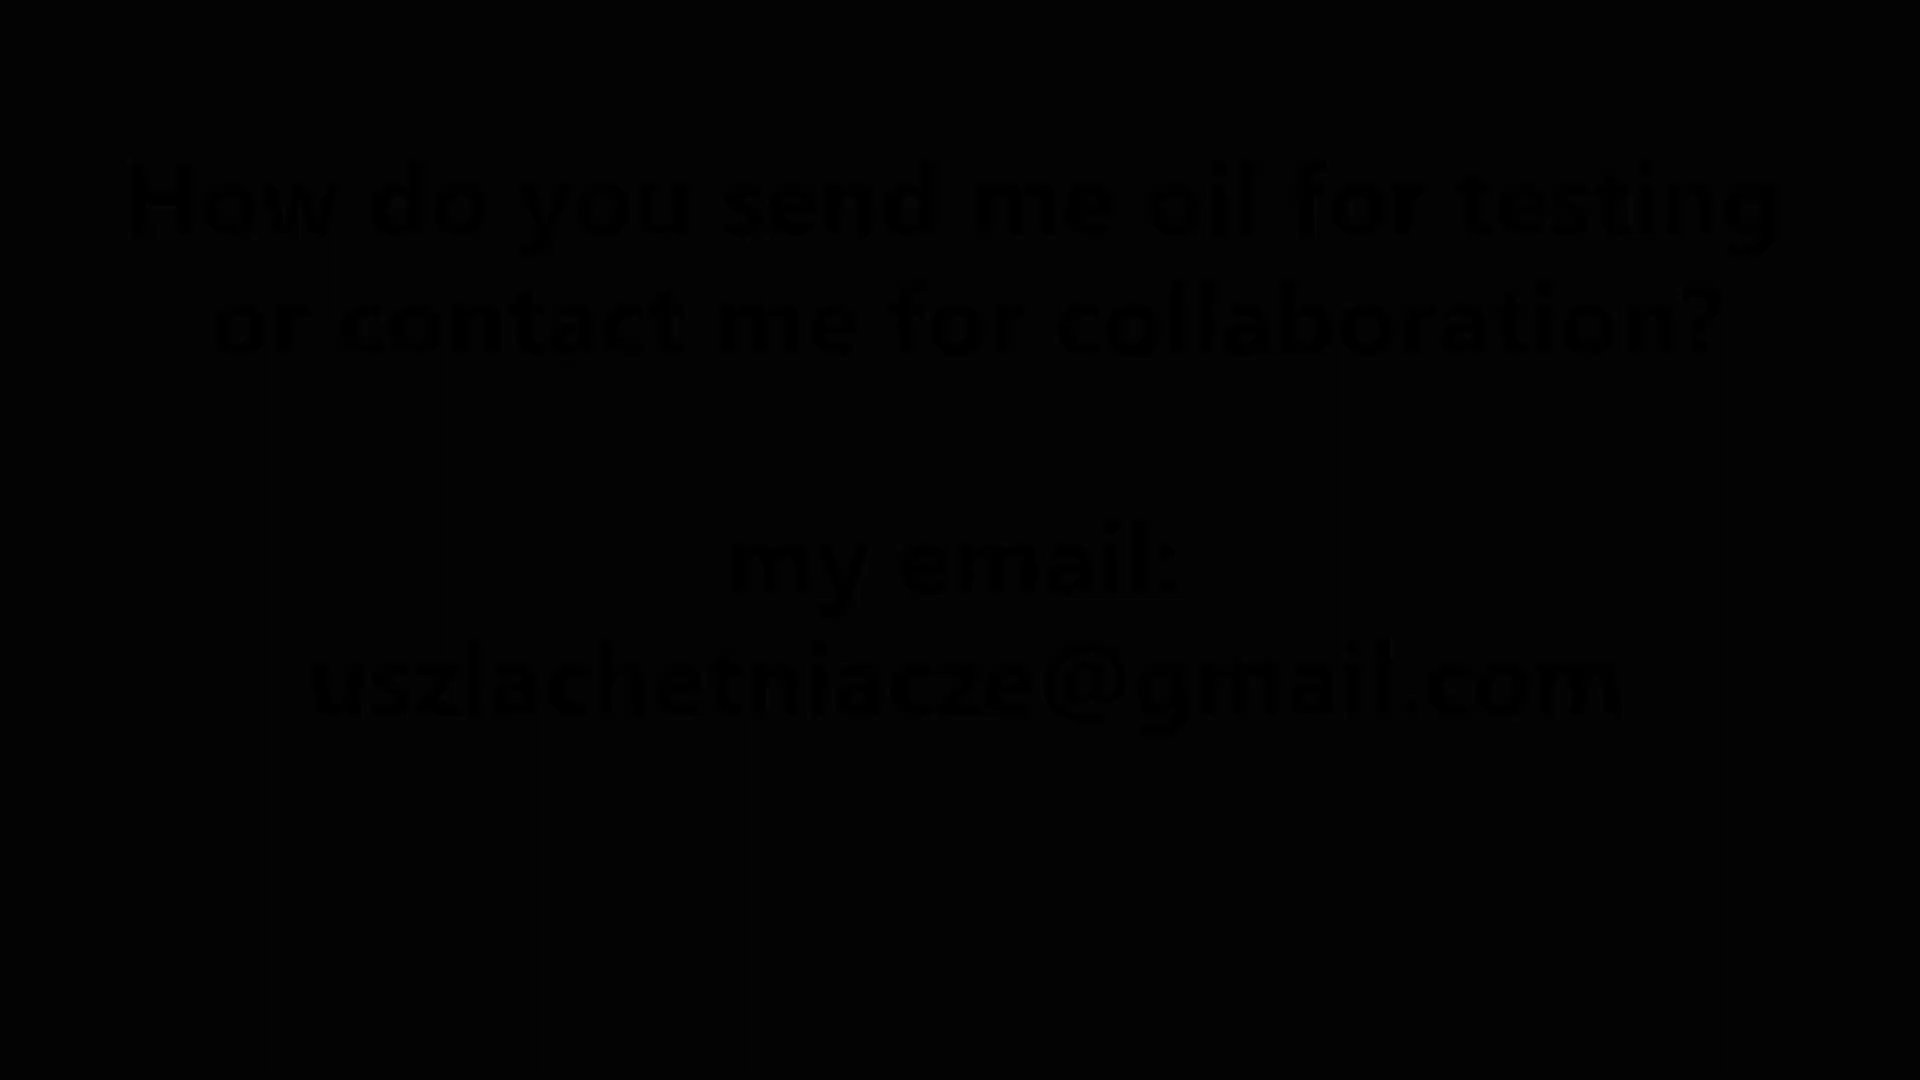 How do you send me oil for testing
or contact me for collaboration?
my email:
uszlachetniacze@gmail.com